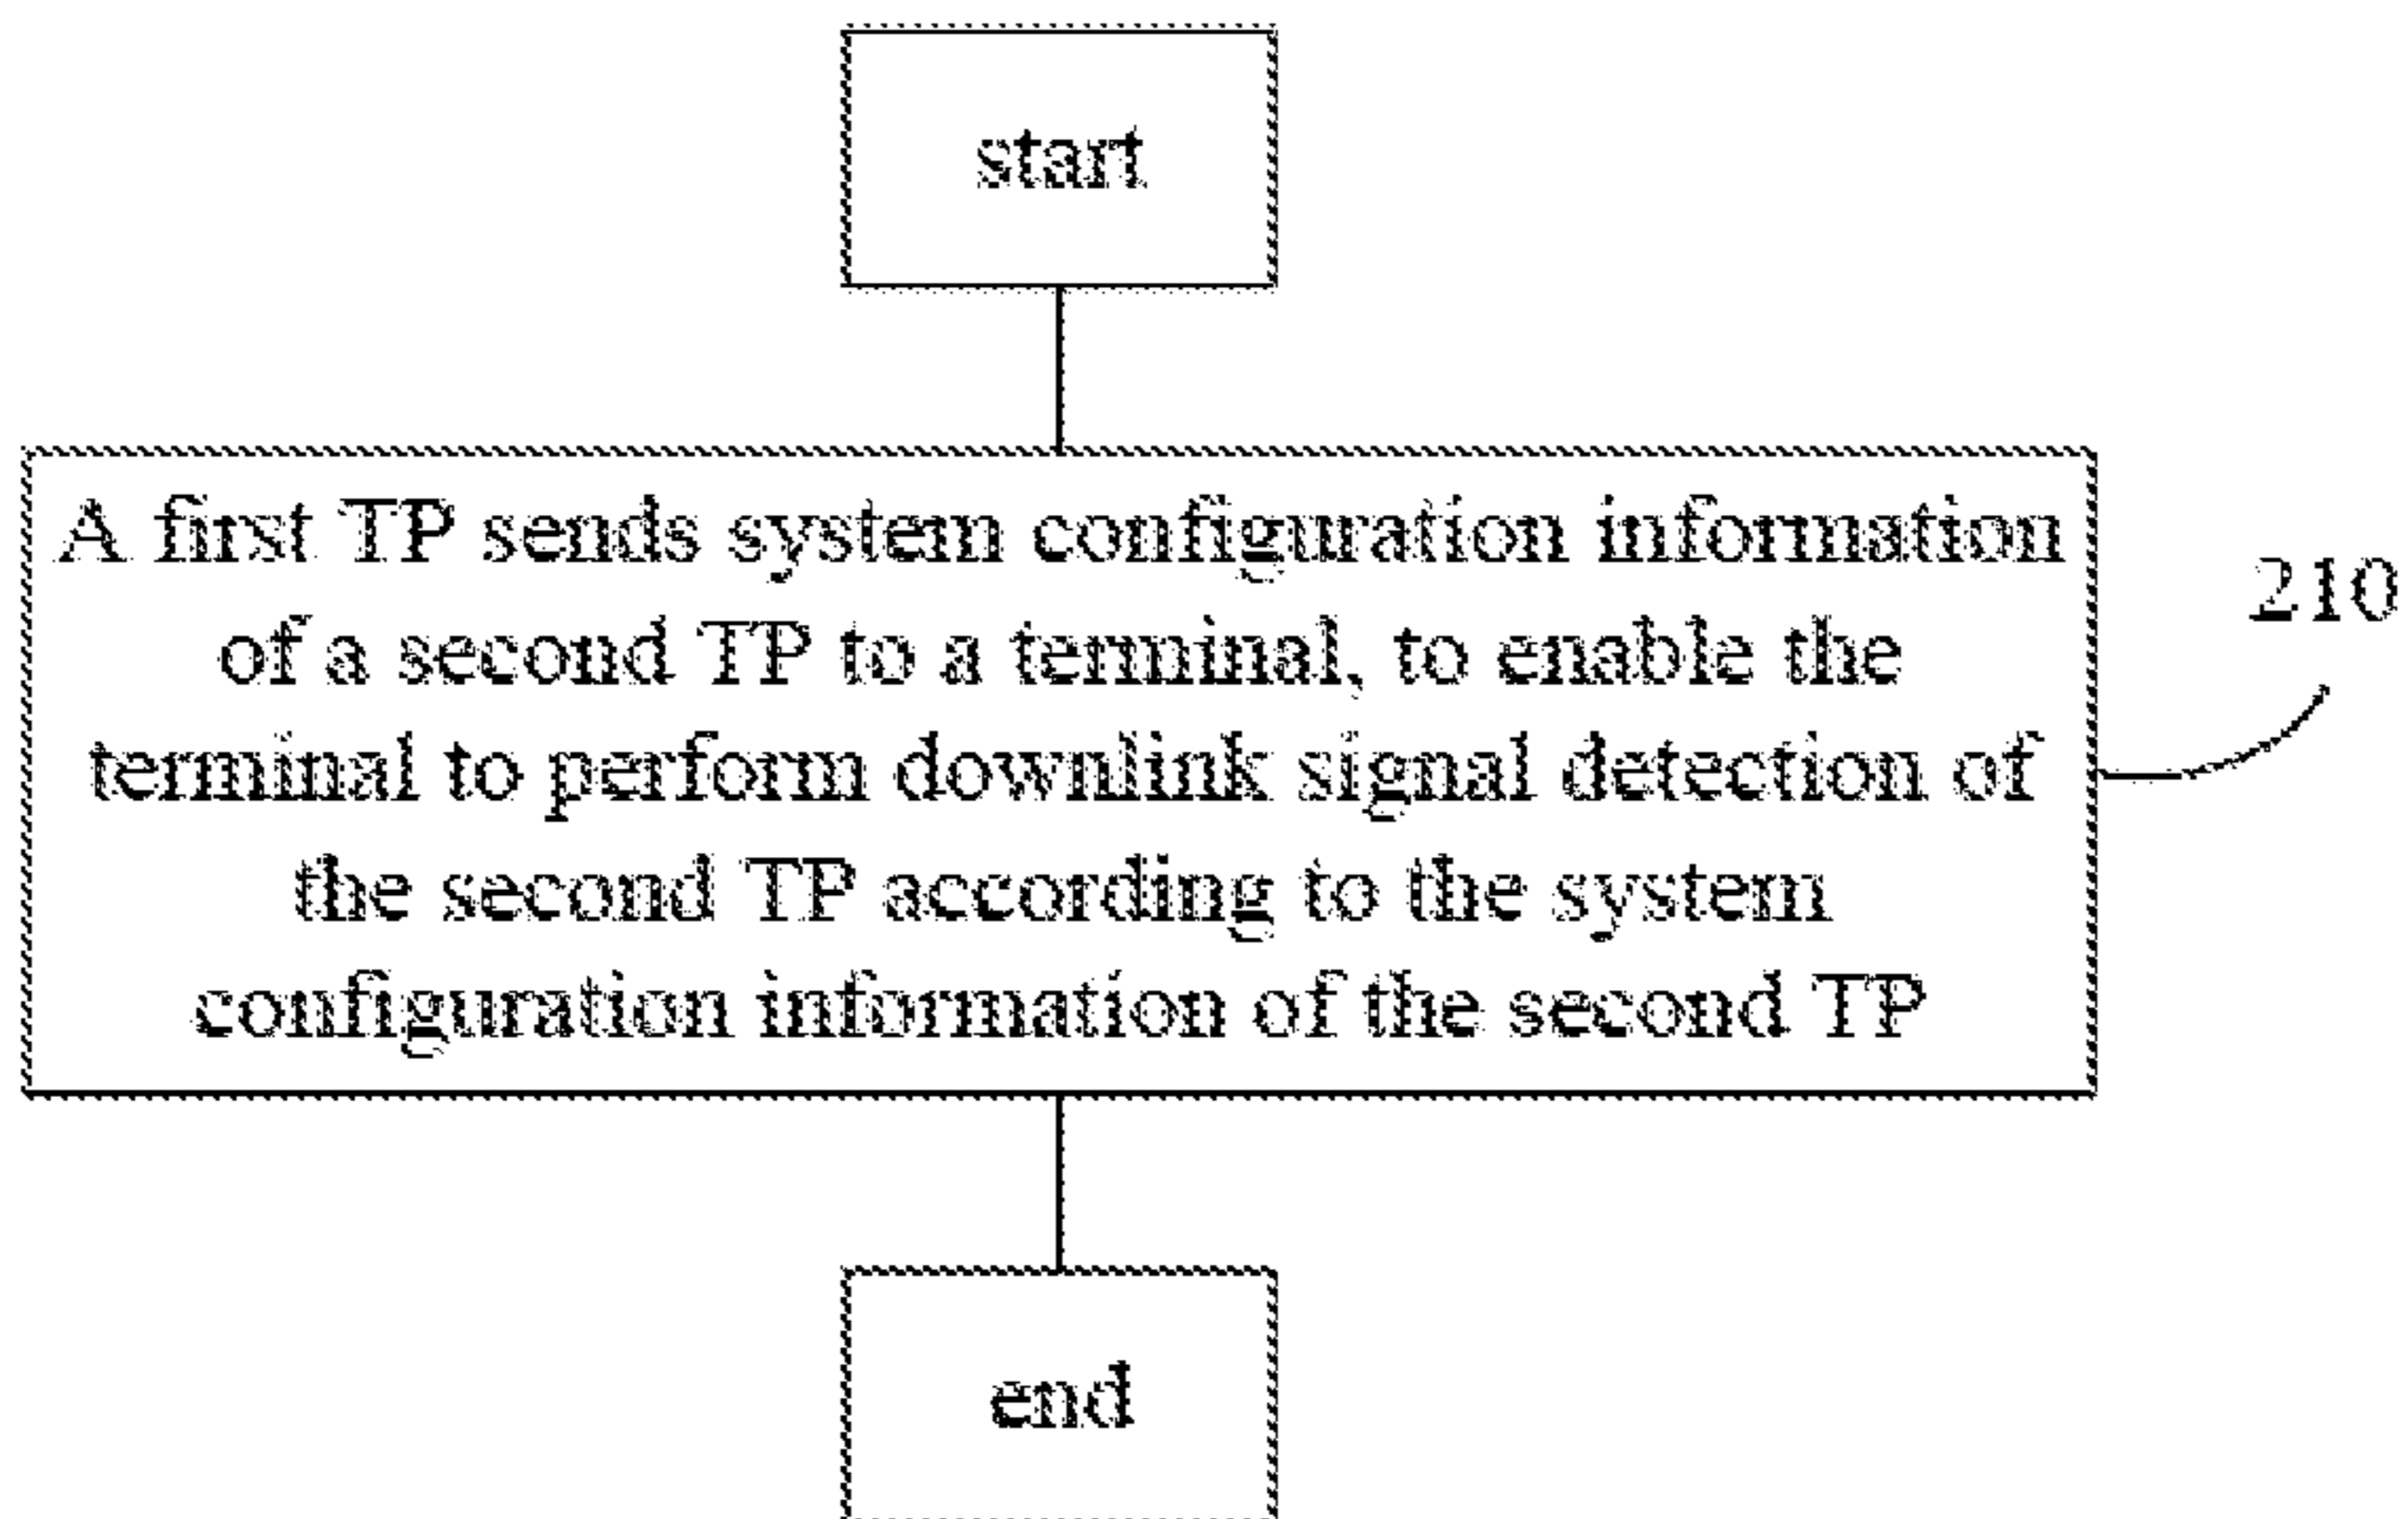 start
A first TP sends system configuration information
of a second TP to a terminal, to enable the
terminal to perform downlink signal detection of
the second TP according to the system
configuration information of the second TP
210
end